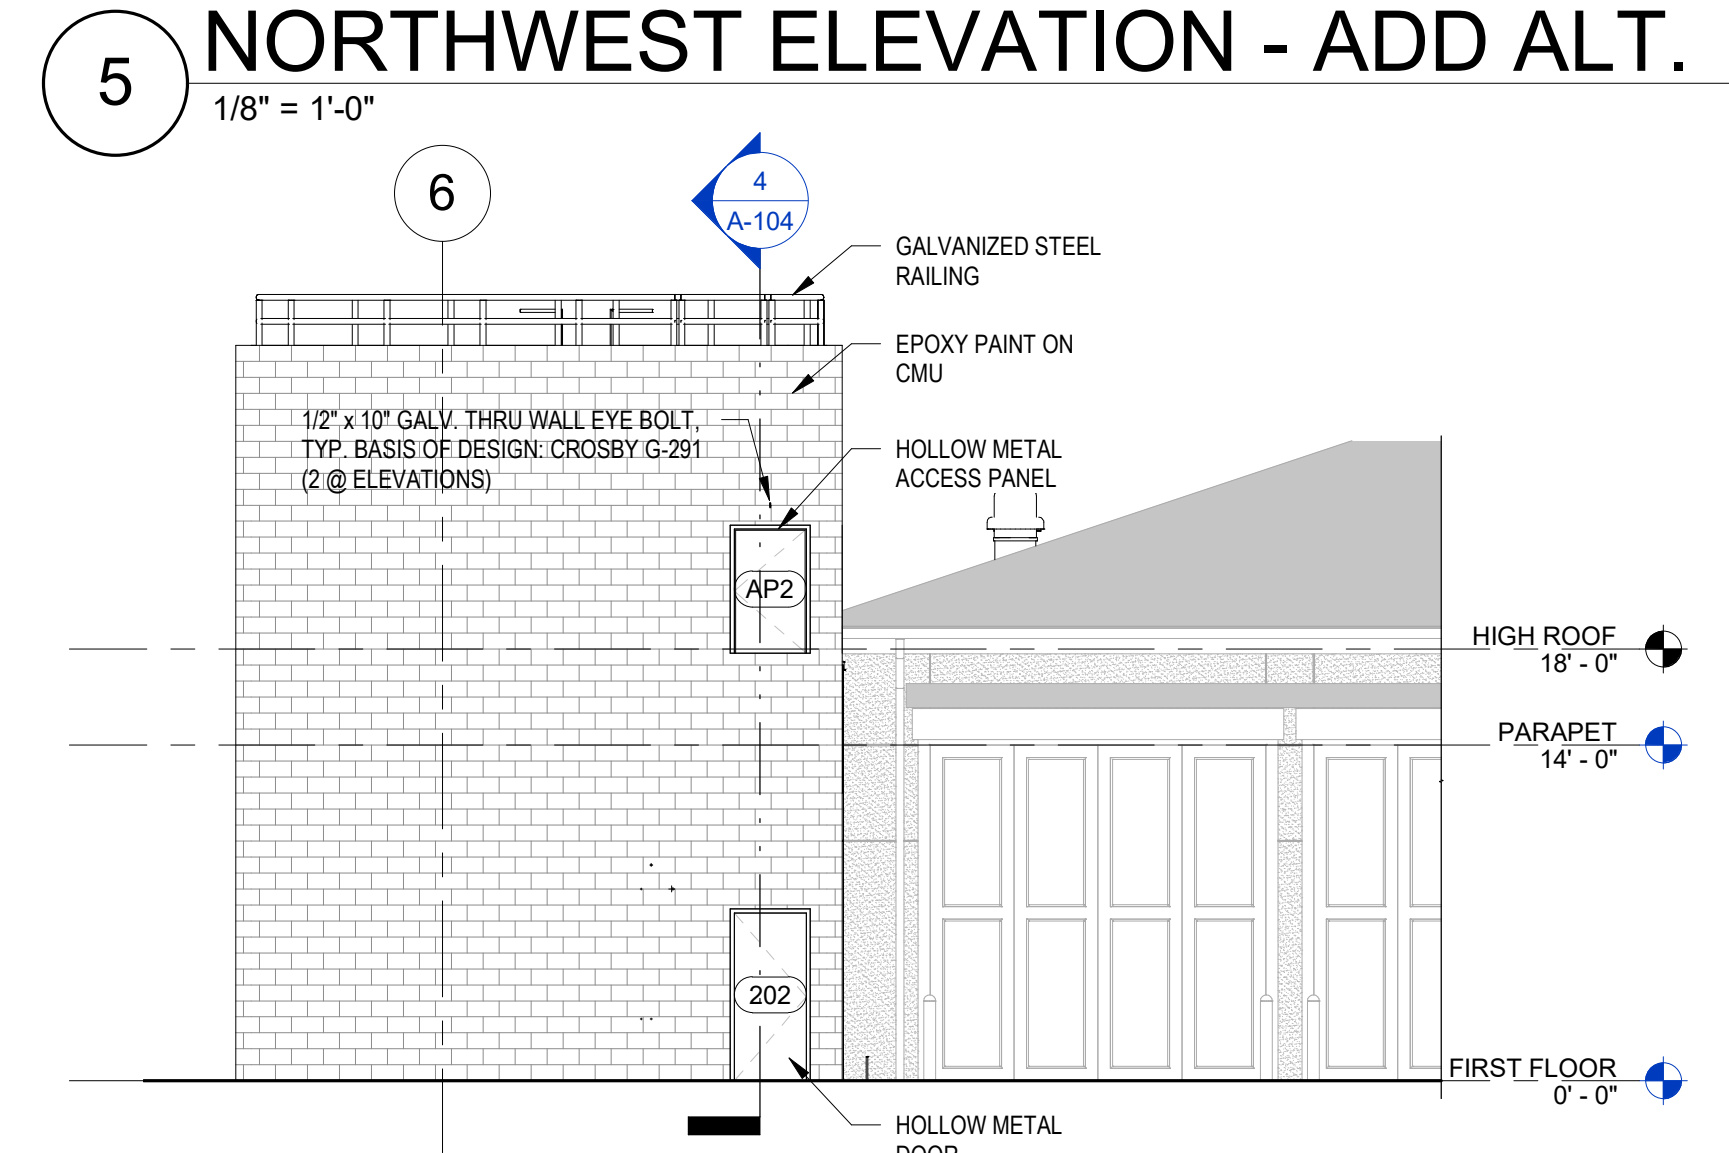 5
NORTHWEST ELEVATION - ADD ALT.
1/8" = 1'-0"
6
4
A-104
GALVANIZED STEEL
RAILING
EPOXY PAINT ON
CMU
1/2" x 10" GALV. THRU WALL EYE BOLT,
TYP. BASIS OF DESIGN: CROSBY G-291
(2 @ ELEVATIONS)
HOLLOW METAL
ACCESS PANEL
AP2
HIGH ROOF
18' - 0"
PARAPET
14' - 0"
202
FIRST FLOOR
0' - 0"
HOLLOW METAL
DOOR